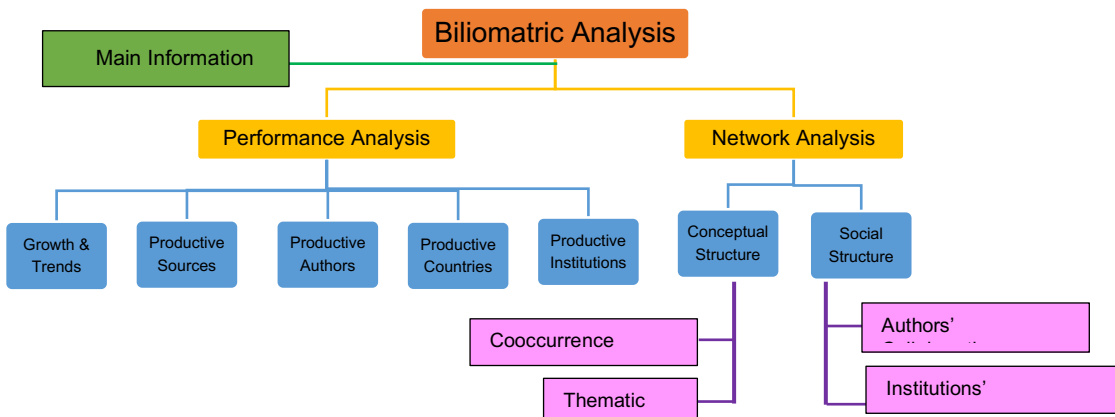 Biliomatric Analysis
Main Information
Performance Analysis
Network Analysis
Growth &
Trends
Productive
Sources
Productive
Authors
Productive
Countries
Productive
Institutions
Conceptual
Structure
Social
Structure
Cooccurrence
Thematic
Authors’
Institutions’